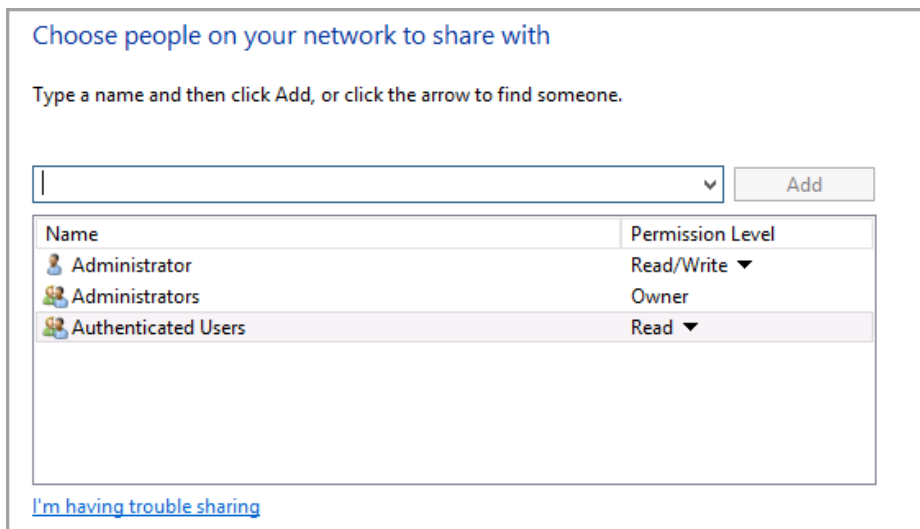 Choose people on your network to share with
Type a name and then click Add, or click the arrow to find someone.
Add
Name Permission Level
Administrator Read/Write
Administrators Owner
Authenticated Users Read
I'm having trouble sharing